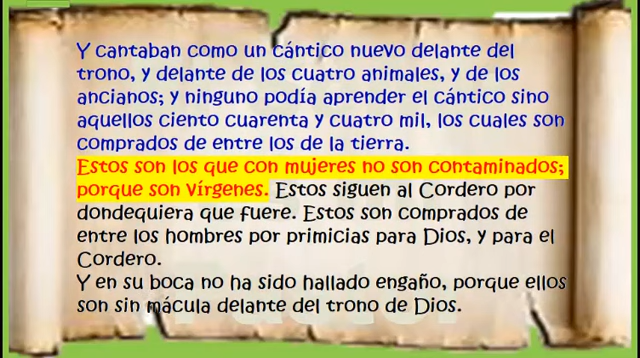 Y cantaban como un cántico nuevo delante del
trono, y delante de los cuatro animales, y de los
ancianos; y ninguno podía aprender el cántico sino
aquellos ciento cuarenta y cuatro mil, los cuales son
comprados de entre los de la tierra.
Estos son los que con mujeres no son contaminados;
porque son vírgenes. Estos siguen al Cordero por
dondequiera que fuere. Estos son comprados de
entre los hombres por primicias para Dios, y para el
Cordero.
Y en su boca no ha sido hallado engaño, porque ellos
son sin mácula delante del trono de Dios.